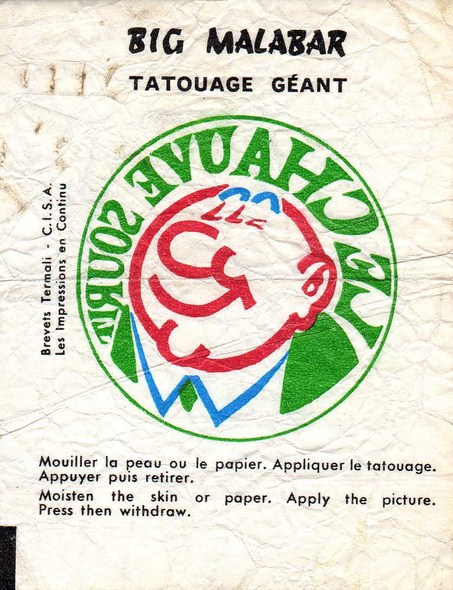 BIG MALABAR
TATOUAGE GÉANT
LE CHAUVE SOURIT
Brevets Termali - C.I.S.A.
Les Impressions en Continu
Mouiller la peau ou le papier. Appliquer le tatouage.
Appuyer puis retirer.
Moisten the skin or paper. Apply the picture.
Press then withdraw.